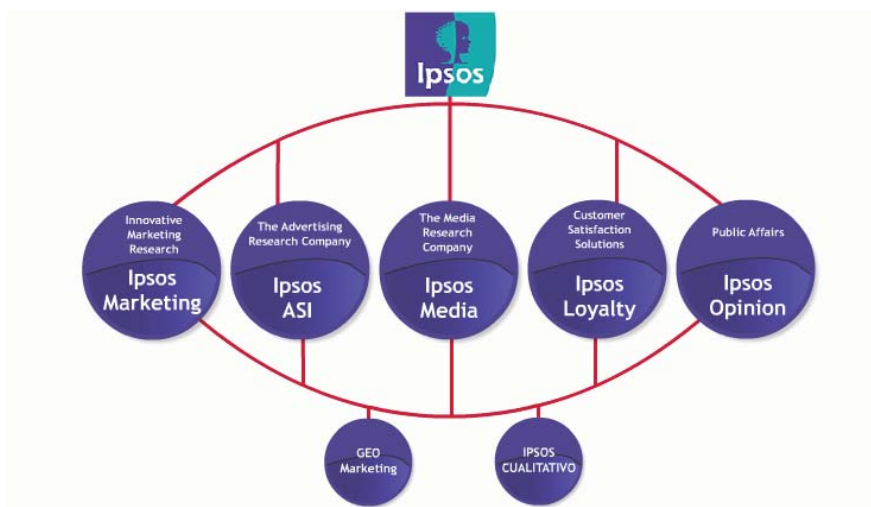 Ipsos
Innovative
Marketing
Research
Ipsos
Marketing
The Advertising
Research Company
Ipsos
ASI
The Media
Research
Company
Ipsos
Media
Customer
Satisfaction
Solutions
Ipsos
Loyalty
Public Affairs
Ipsos
Opinion
GEO
Marketing
IPSOS
CUALITATIVO